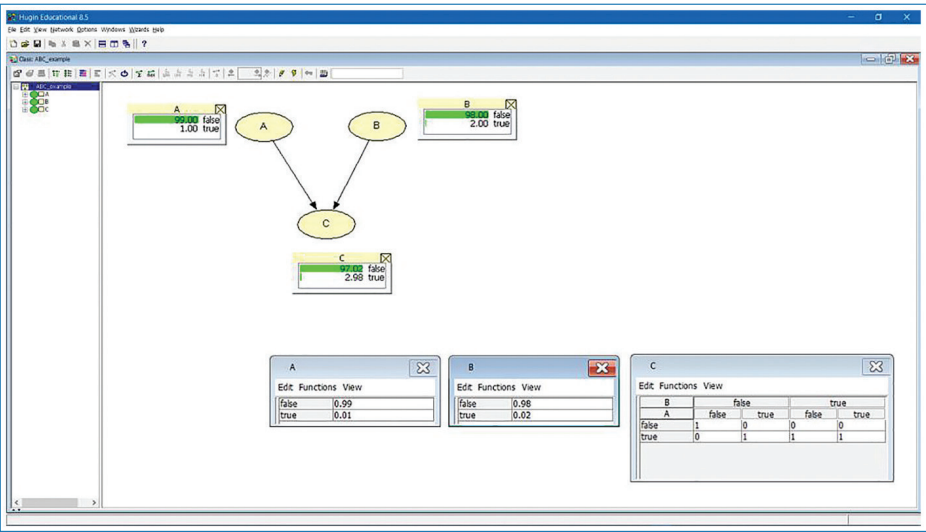 Hugin Educational 8.5
File Edit View Network Options Windows Wizards Help
Class: ABC_example
ABC_example
A
B
C
A
99.00 false
1.00 true
A
B
B
98.00 false
2.00 true
C
C
97.02 false
2.98 true
A
Edit Functions View
false 0.99
true 0.01
B
Edit Functions View
false 0.98
true 0.02
C
Edit Functions View
B false true
A false true false true
false 1 0 0 0
true 0 1 1 1